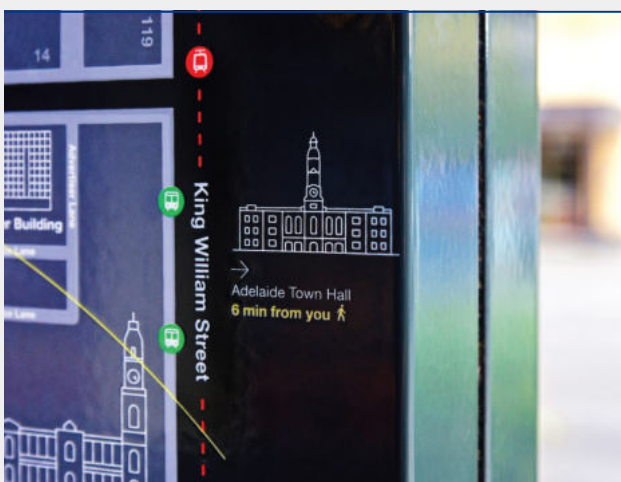 119
14
Advertiser Lane
r Building
King William Street
Adelaide Town Hall
6 min from you